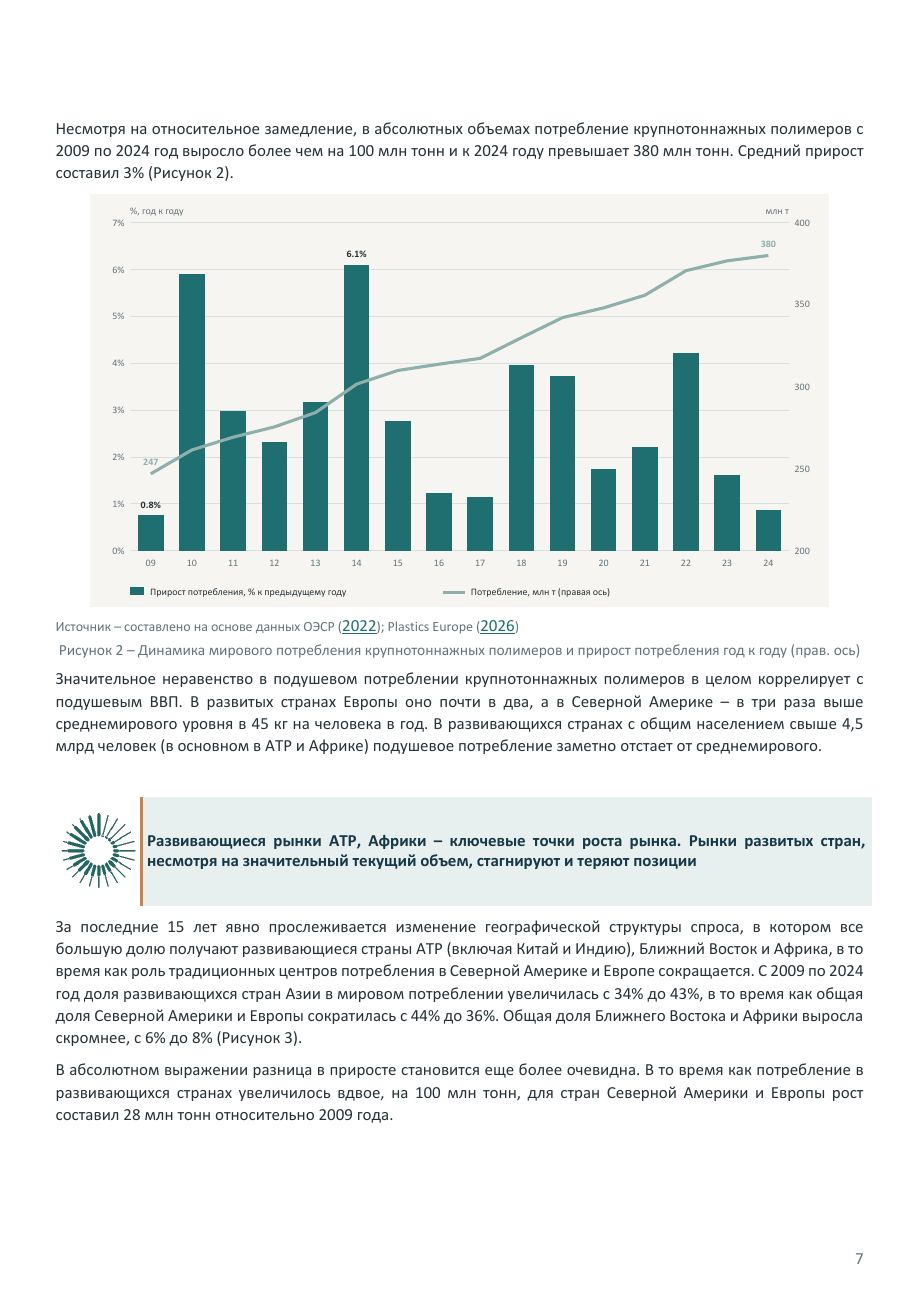 Несмотря на относительное замедление, в абсолютных объемах потребление крупнотоннажных полимеров с
2009 по 2024 год выросло более чем на 100 млн тонн и к 2024 году превышает 380 млн тонн. Средний прирост
составил 3% (Рисунок 2).
%, год к году
млн т
7%
400
380
6.1%
6%
350
5%
4%
300
3%
2%
247
250
1%
0.8%
0%
200
09 10 11 12 13 14 15 16 17 18 19 20 21 22 23 24
Прирост потребления, % к предыдущему году
Потребление, млн т (правая ось)
Источник – составлено на основе данных ОЭСР (2022); Plastics Europe (2026)
Рисунок 2 – Динамика мирового потребления крупнотоннажных полимеров и прирост потребления год к году (прав. ось)
Значительное неравенство в подушевом потреблении крупнотоннажных полимеров в целом коррелирует с
подушевым ВВП. В развитых странах Европы оно почти в два, а в Северной Америке – в три раза выше
среднемирового уровня в 45 кг на человека в год. В развивающихся странах с общим населением свыше 4,5
млрд человек (в основном в АТР и Африке) подушевое потребление заметно отстает от среднемирового.
Развивающиеся рынки АТР, Африки – ключевые точки роста рынка. Рынки развитых стран,
несмотря на значительный текущий объем, стагнируют и теряют позиции
За последние 15 лет явно прослеживается изменение географической структуры спроса, в котором все
большую долю получают развивающиеся страны АТР (включая Китай и Индию), Ближний Восток и Африка, в то
время как роль традиционных центров потребления в Северной Америке и Европе сокращается. С 2009 по 2024
год доля развивающихся стран Азии в мировом потреблении увеличилась с 34% до 43%, в то время как общая
доля Северной Америки и Европы сократилась с 44% до 36%. Общая доля Ближнего Востока и Африки выросла
скромнее, с 6% до 8% (Рисунок 3).
В абсолютном выражении разница в приросте становится еще более очевидна. В то время как потребление в
развивающихся странах увеличилось вдвое, на 100 млн тонн, для стран Северной Америки и Европы рост
составил 28 млн тонн относительно 2009 года.
7